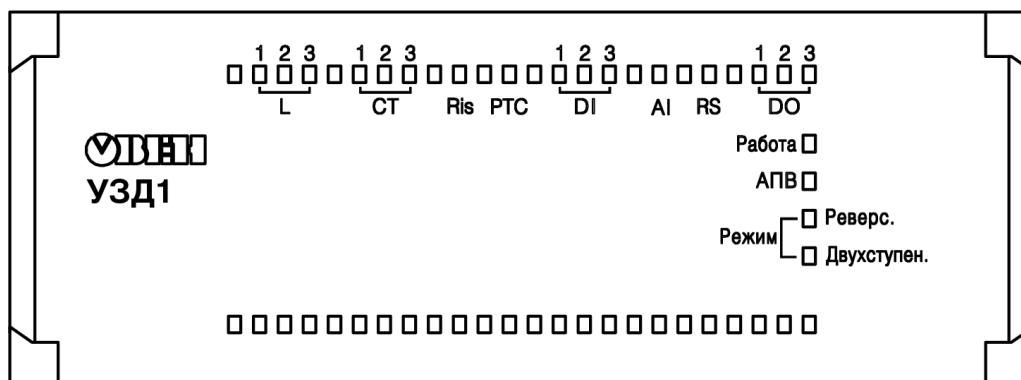 1 2 3 1 2 3 1 2 3 1 2 3
L CT Ris PTC DI AI RS DO
ОВЕН
УЗД1
Работа
АПВ
Режим
Реверс.
Двухступен.